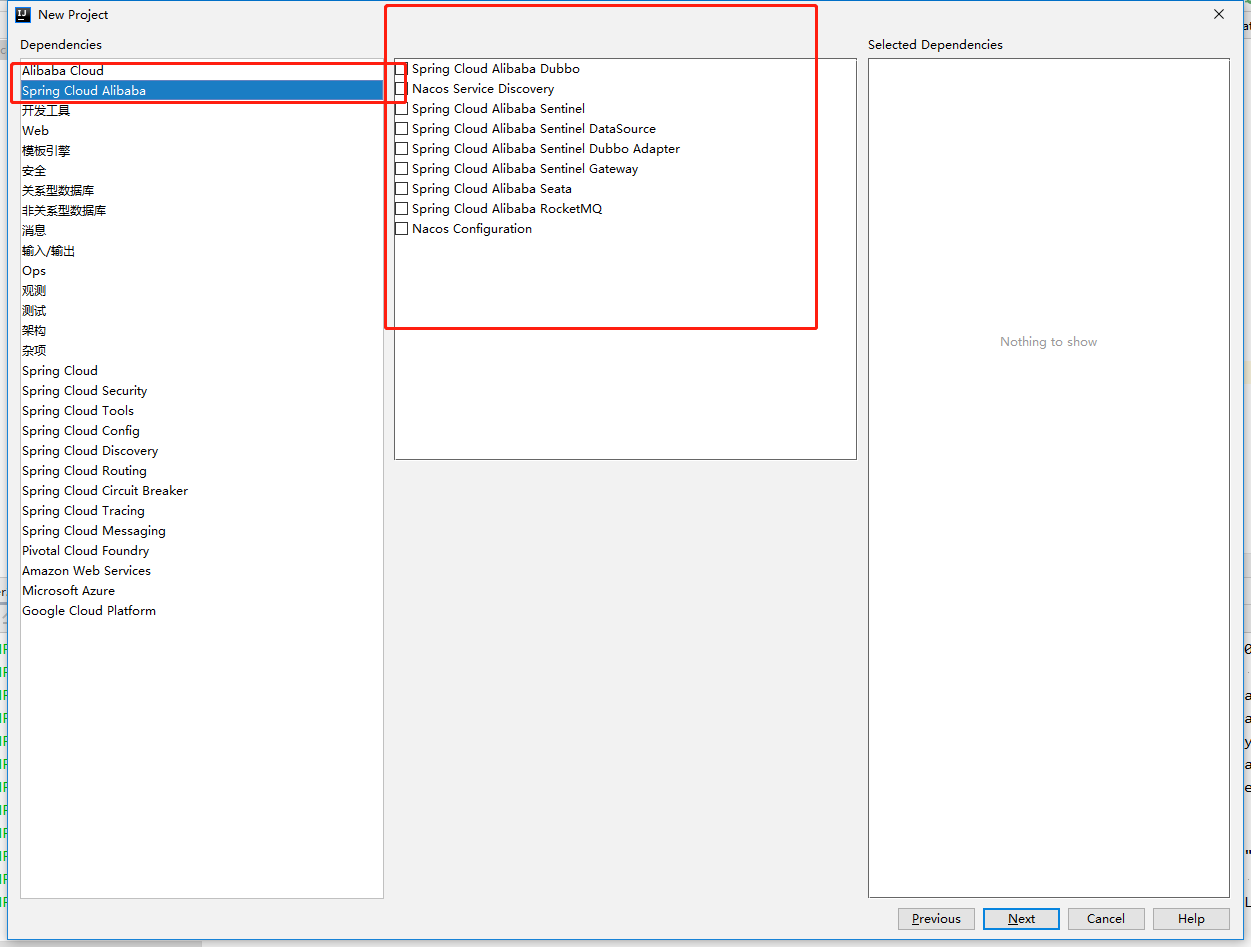 New Project
Dependencies
Alibaba Cloud
Spring Cloud Alibaba
开发工具
Web
模板引擎
安全
关系型数据库
非关系型数据库
消息
输入/输出
Ops
观测
测试
架构
杂项
Spring Cloud
Spring Cloud Security
Spring Cloud Tools
Spring Cloud Config
Spring Cloud Discovery
Spring Cloud Routing
Spring Cloud Circuit Breaker
Spring Cloud Tracing
Spring Cloud Messaging
Pivotal Cloud Foundry
Amazon Web Services
Microsoft Azure
Google Cloud Platform
Spring Cloud Alibaba Dubbo
Nacos Service Discovery
Spring Cloud Alibaba Sentinel
Spring Cloud Alibaba Sentinel DataSource
Spring Cloud Alibaba Sentinel Dubbo Adapter
Spring Cloud Alibaba Sentinel Gateway
Spring Cloud Alibaba Seata
Spring Cloud Alibaba RocketMQ
Nacos Configuration
Selected Dependencies
Nothing to show
Previous
Next
Cancel
Help